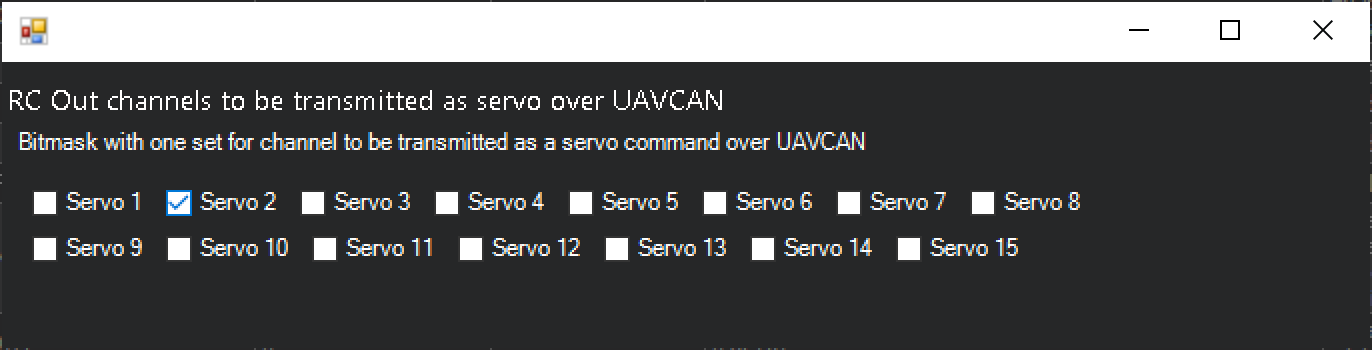 RC Out channels to be transmitted as servo over UAVCAN
Bitmask with one set for channel to be transmitted as a servo command over UAVCAN
Servo 1 Servo 2 Servo 3 Servo 4 Servo 5 Servo 6 Servo 7 Servo 8
Servo 9 Servo 10 Servo 11 Servo 12 Servo 13 Servo 14 Servo 15